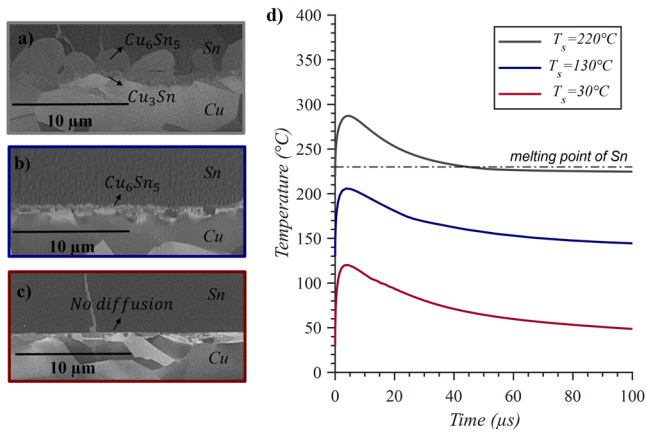 a)
Cu₆Sn₅
Sn
Cu₃Sn
10 µm
Cu
b)
Sn
Cu₆Sn₅
10 µm
Cu
c)
No diffusion
Sn
10 µm
Cu
d)
400
350
300
250
200
150
100
50
0
Temperature (°C)
Tₛ=220°C
Tₛ=130°C
Tₛ=30°C
melting point of Sn
0 20 40 60 80 100
Time (µs)